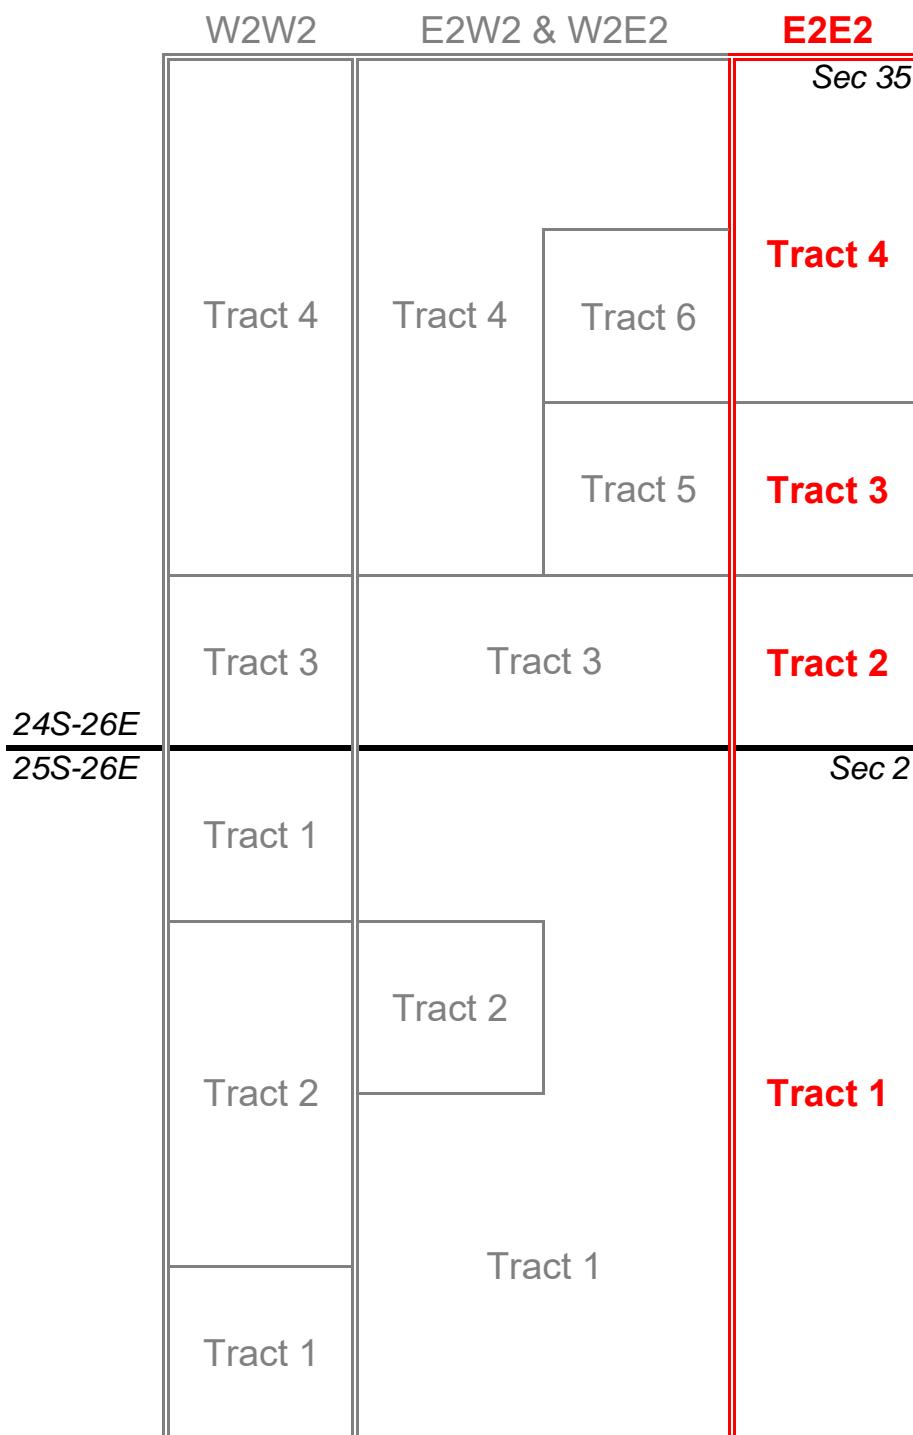 W2W2 E2W2 & W2E2 E2E2
Sec 35
Tract 4
Tract 4 Tract 4 Tract 6
Tract 5 Tract 3
Tract 3 Tract 3 Tract 2
24S-26E
25S-26E Sec 2
Tract 1
Tract 2
Tract 2 Tract 1
Tract 1
Tract 1